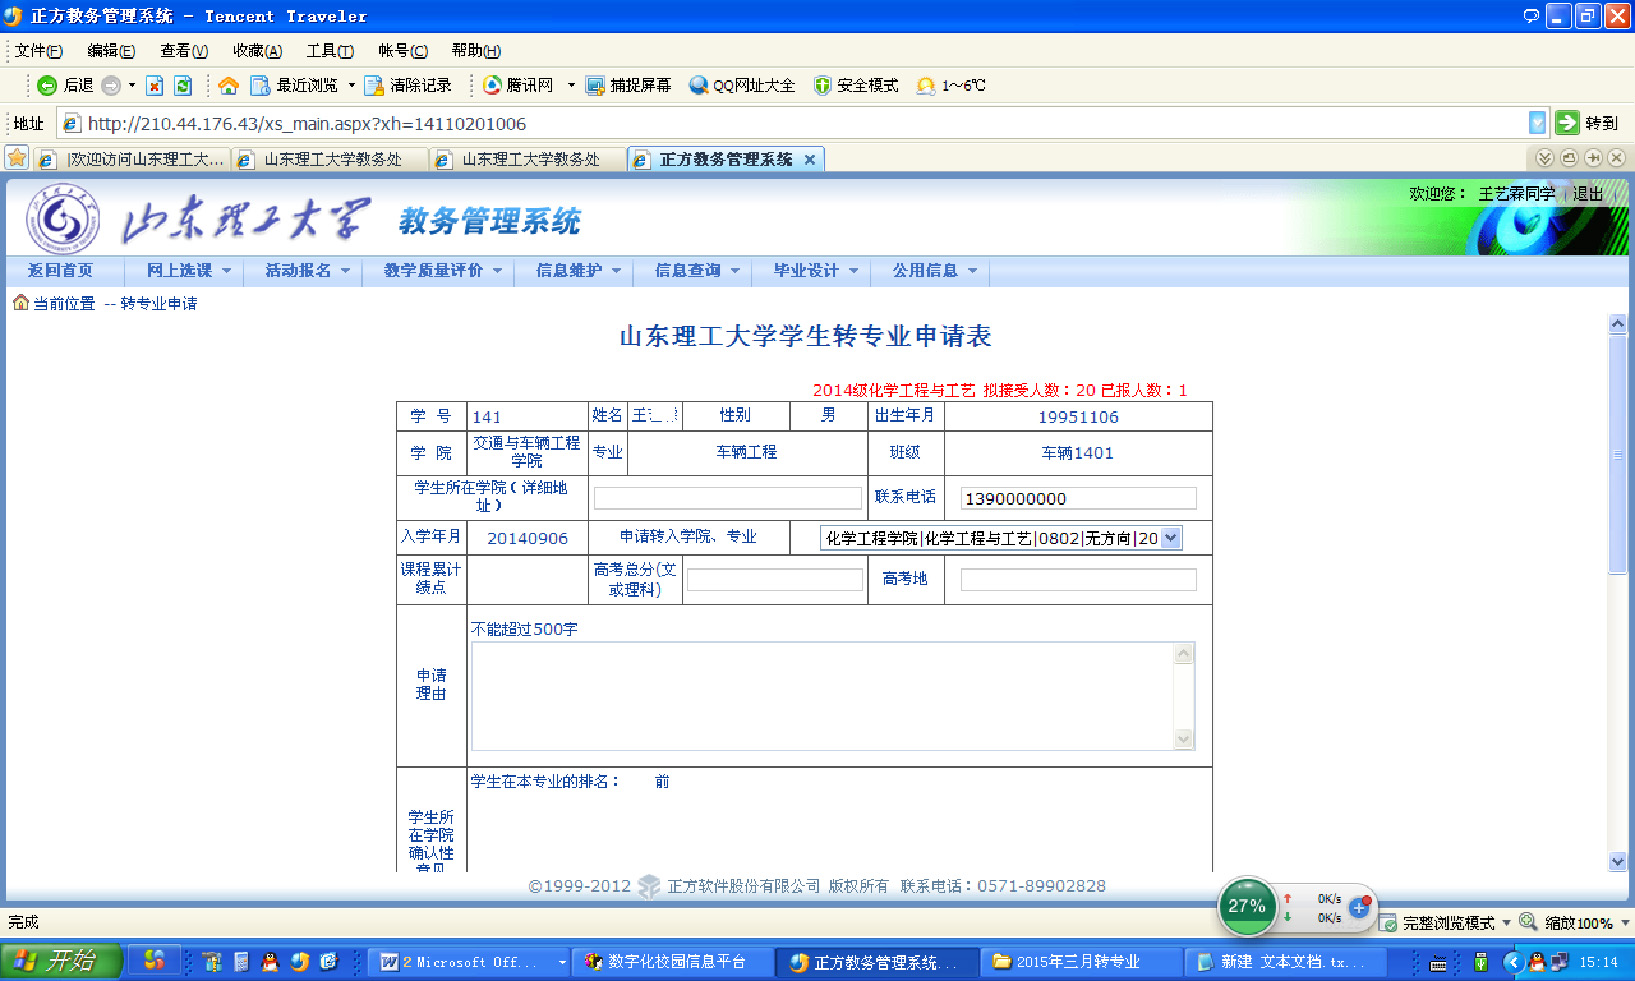 正方教务管理系统 - Tencent Traveler
文件(F) 编辑(E) 查看(V) 收藏(A) 工具(T) 帐号(C) 帮助(H)
后退 最近浏览 清除记录 腾讯网 捕捉屏幕 QQ网址大全 安全模式 1~6℃
地址 http://210.44.176.43/xs_main.aspx?xh=14110201006 转到
|欢迎访问山东理工大... 山东理工大学教务处 山东理工大学教务处 正方教务管理系统
欢迎您： 王艺霖同学 退出
山东理工大学 教务管理系统
返回首页 网上选课 活动报名 教学质量评价 信息维护 信息查询 毕业设计 公用信息
当前位置 -- 转专业申请
山东理工大学学生转专业申请表
2014级化学工程与工艺 拟接受人数：20 已报人数：1
学 号 141 姓名 王 性别 男 出生年月 19951106
学 院 交通与车辆工程学院 专业 车辆工程 班级 车辆1401
学生所在学院（详细地址） 联系电话 1390000000
入学年月 20140906 申请转入学院、专业 化学工程学院|化学工程与工艺|0802|无方向|20
课程累计绩点 高考总分(文或理科) 高考地
不能超过500字
申请
理由
学生在本专业的排名： 前
学生所
在学院
确认性
意见
©1999-2012 正方软件股份有限公司 版权所有 联系电话：0571-89902828
27% 0K/s
0K/s
完成 完整浏览模式 缩放100%
开始 2 Microsoft Off... 数字化校园信息平台 正方教务管理系统... 2015年三月转专业 新建 文本文档.tx... 15:14